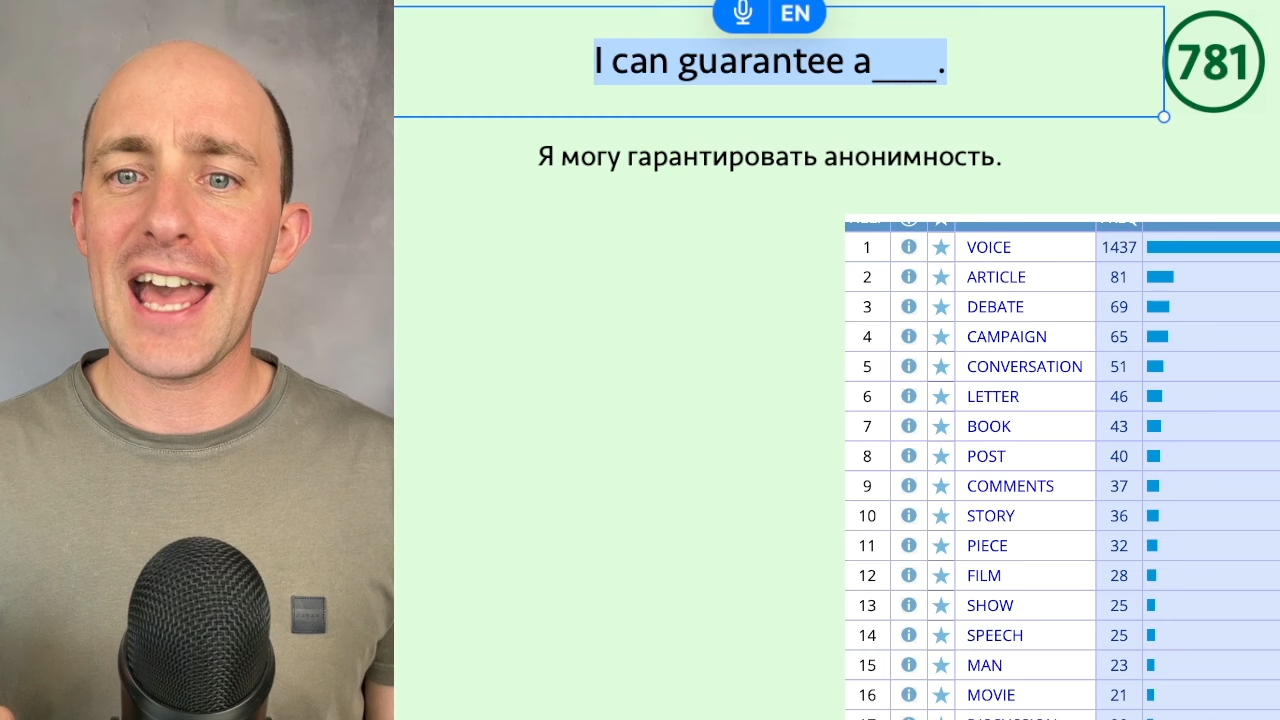 EN
I can guarantee a____.
781
Я могу гарантировать анонимность.
1 VOICE 1437
2 ARTICLE 81
3 DEBATE 69
4 CAMPAIGN 65
5 CONVERSATION 51
6 LETTER 46
7 BOOK 43
8 POST 40
9 COMMENTS 37
10 STORY 36
11 PIECE 32
12 FILM 28
13 SHOW 25
14 SPEECH 25
15 MAN 23
16 MOVIE 21